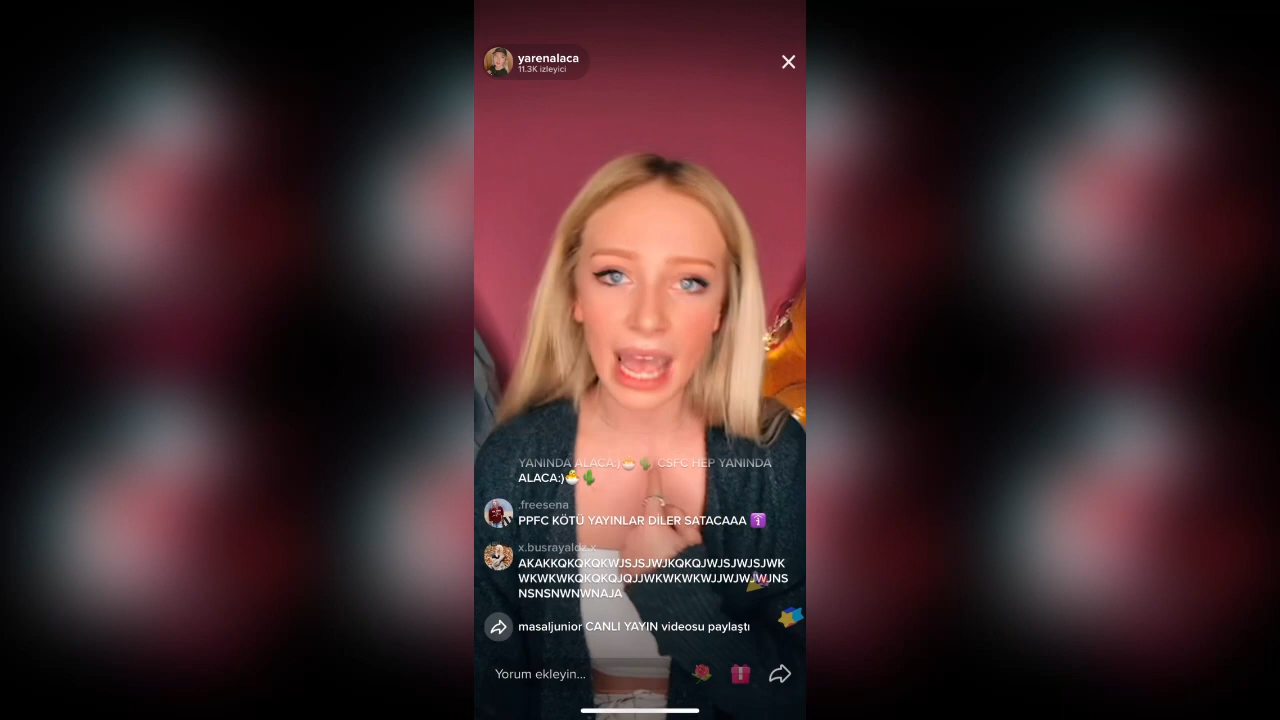 yarenalaca
11.3K izleyici
YANINDA ALACA:)🐣🌵 CSFC HEP YANINDA
ALACA:)🐣🌵
.freesena
PPFC KÖTÜ YAYINLAR DİLER SATACAAA 🛐
x.busrayaldz.x
AKAKKQKQKQKWJSJSJWJKQKQJWJSJWJSJWK
WKWKWKQKQKQJQJJWKWKWKWJJWJWJWJNS
NSNSNWNWNAJA
masaljunior CANLI YAYIN videosu paylaştı
Yorum ekleyin...